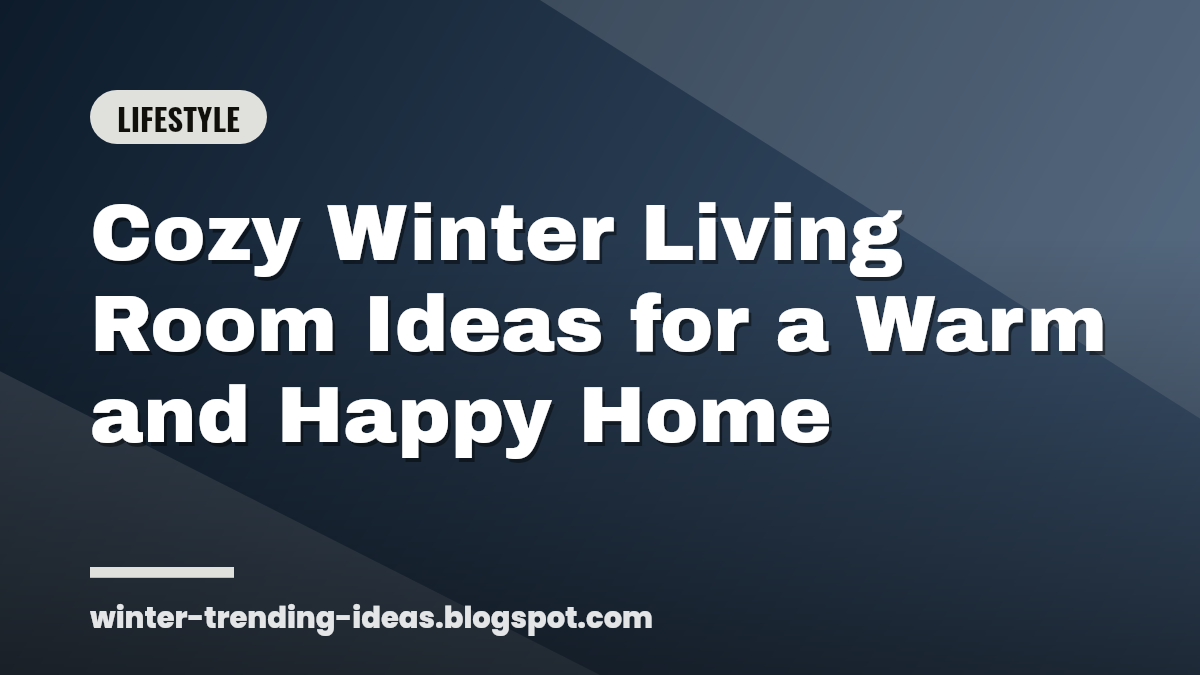 LIFESTYLE
Cozy Winter Living
Room Ideas for a Warm
and Happy Home
winter-trending-ideas.blogspot.com